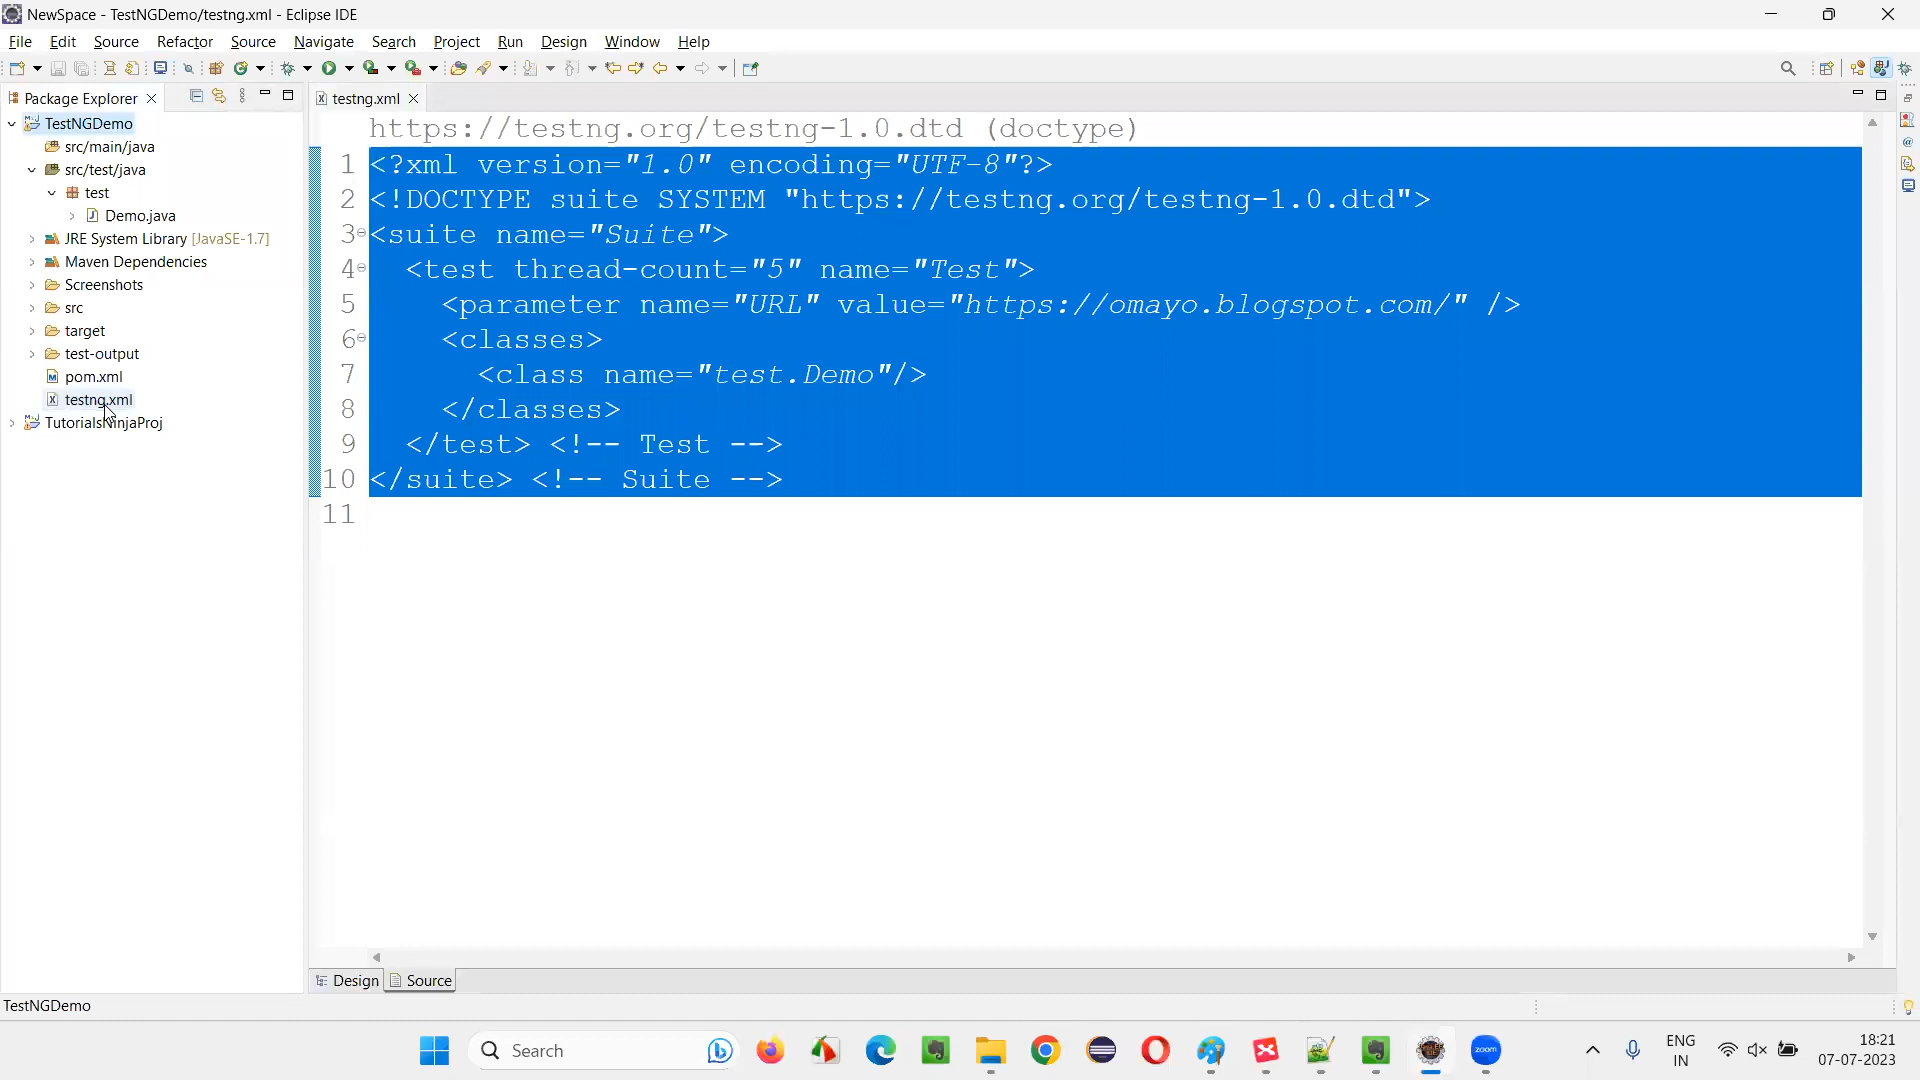 NewSpace - TestNGDemo/testng.xml - Eclipse IDE
File Edit Source Refactor Source Navigate Search Project Run Design Window Help
Package Explorer
testng.xml
TestNGDemo
src/main/java
src/test/java
test
Demo.java
JRE System Library [JavaSE-1.7]
Maven Dependencies
Screenshots
src
target
test-output
pom.xml
testng.xml
TutorialsNinjaProj
https://testng.org/testng-1.0.dtd (doctype)
1 <?xml version="1.0" encoding="UTF-8"?>
2 <!DOCTYPE suite SYSTEM "https://testng.org/testng-1.0.dtd">
3 <suite name="Suite">
4 <test thread-count="5" name="Test">
5 <parameter name="URL" value="https://omayo.blogspot.com/" />
6 <classes>
7 <class name="test.Demo"/>
8 </classes>
9 </test> <!-- Test -->
10 </suite> <!-- Suite -->
11
Design Source
TestNGDemo
Search
zoom
ENG
IN
18:21
07-07-2023